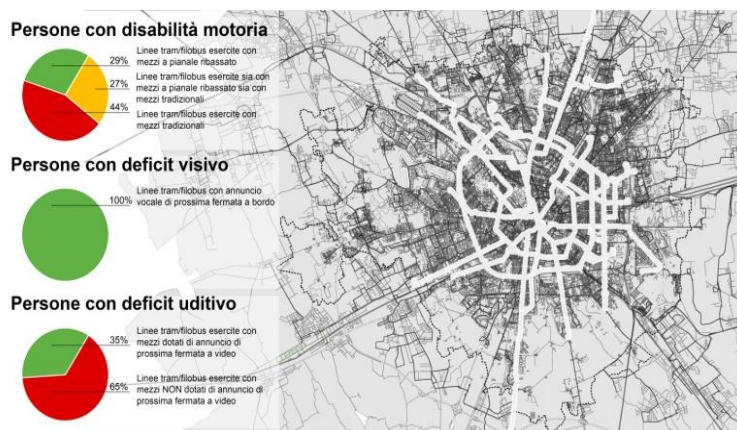 Persone con disabilità motoria
29%
Linee tram/filobus esercite con
mezzi a pianale ribassato
27%
Linee tram/filobus esercite sia con
mezzi a pianale ribassato sia con
mezzi tradizionali
44%
Linee tram/filobus esercite con
mezzi tradizionali
Persone con deficit visivo
100%
Linee tram/filobus con annuncio
vocale di prossima fermata a bordo
Persone con deficit uditivo
35%
Linee tram/filobus esercite con
mezzi dotati di annuncio di
prossima fermata a video
65%
Linee tram/filobus esercite con
mezzi NON dotati di annuncio di
prossima fermata a video